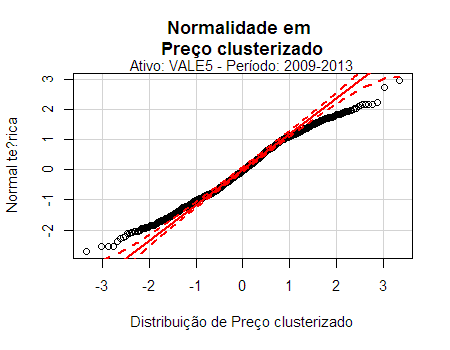 Normalidade em
Preço clusterizado
Ativo: VALE5 - Período: 2009-2013
3
2
1
0
-1
-2
Normal te?rica
-3 -2 -1 0 1 2 3
Distribuição de Preço clusterizado